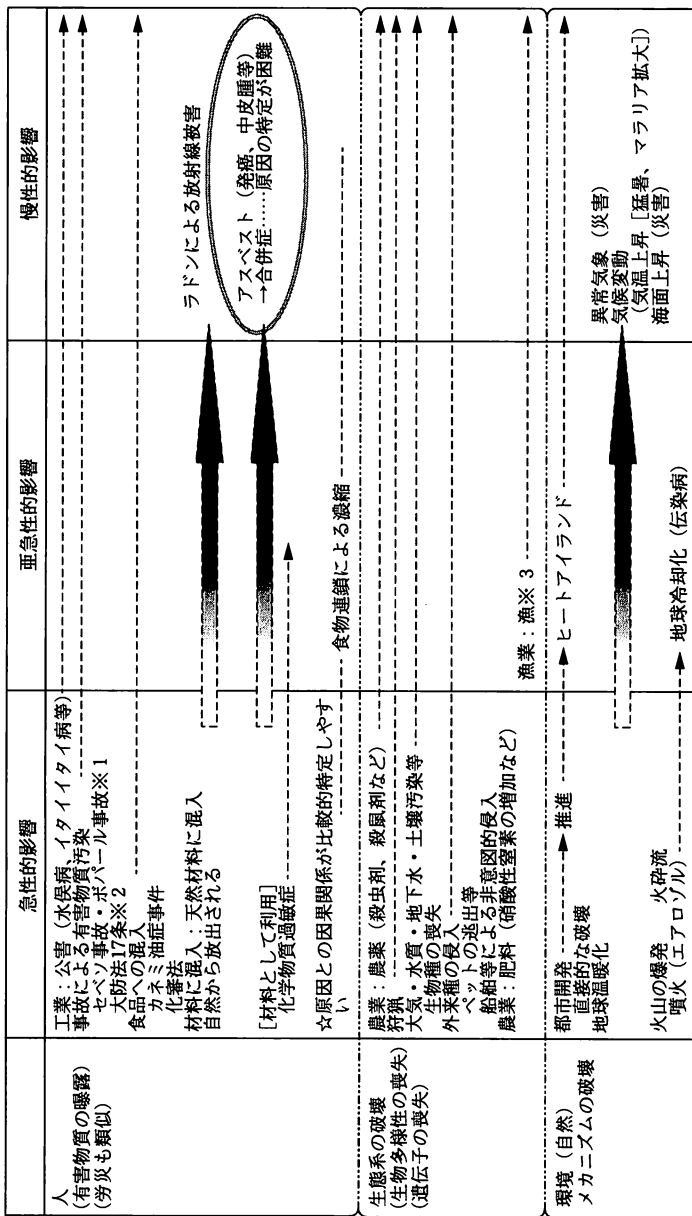 急性的影響
亜急性的影響
慢性的影響
人
(有害物質の曝露)
(労災も類似)
工業：公害（水俣病、イタイイタイ病等）
事故による有害物質汚染
セベソ事故・ボパール事故※1
大防法17条※2
食品への混入
カネミ油症事件
化審法
材料に混入：天然材料に混入
自然から放出される
ラドンによる放射線被害
[材料として利用]
化学物質過敏症
アスベスト（発癌、中皮腫等）
→合併症……原因の特定が困難
☆原因との因果関係が比較的特定しやす
い
食物連鎖による濃縮
生態系の破壊
(生物多様性の喪失)
(遺伝子の喪失)
農業：農薬（殺虫剤、殺鼠剤など）
狩猟
大気・水質・地下水・土壌汚染等
生物種の喪失
外来種の侵入
ペットの逃出等
船舶等による非意図的侵入
農業：肥料（硝酸性窒素の増加など）
漁業：漁※3
環境（自然）
メカニズムの破壊
都市開発
推進
ヒートアイランド
直接的な破壊
地球温暖化
異常気象（災害）
気候変動
（気温上昇［猛暑、マラリア拡大］）
海面上昇（災害）
火山の爆発　火砕流
噴火（エアロゾル）
地球冷却化（伝染病）